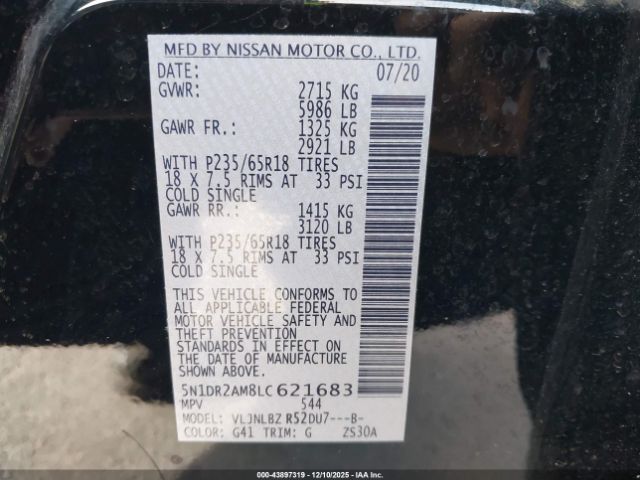 MFD BY NISSAN MOTOR CO., LTD.
DATE: 07/20
GVWR: 2715 KG
5986 LB
GAWR FR.: 1325 KG
2921 LB
WITH P235/65R18 TIRES
18 X 7.5 RIMS AT 33 PSI
COLD SINGLE
GAWR RR.: 1415 KG
3120 LB
WITH P235/65R18 TIRES
18 X 7.5 RIMS AT 33 PSI
COLD SINGLE
THIS VEHICLE CONFORMS TO
ALL APPLICABLE FEDERAL
MOTOR VEHICLE SAFETY AND
THEFT PREVENTION
STANDARDS IN EFFECT ON
THE DATE OF MANUFACTURE
SHOWN ABOVE.
5N1DR2AM8LC621683
MPV 544
MODEL: VLJNLBZ R52DU7---B-
COLOR: G41 TRIM: G ZS30A
000-43897319 | 12/10/2025 - IAAI.COM